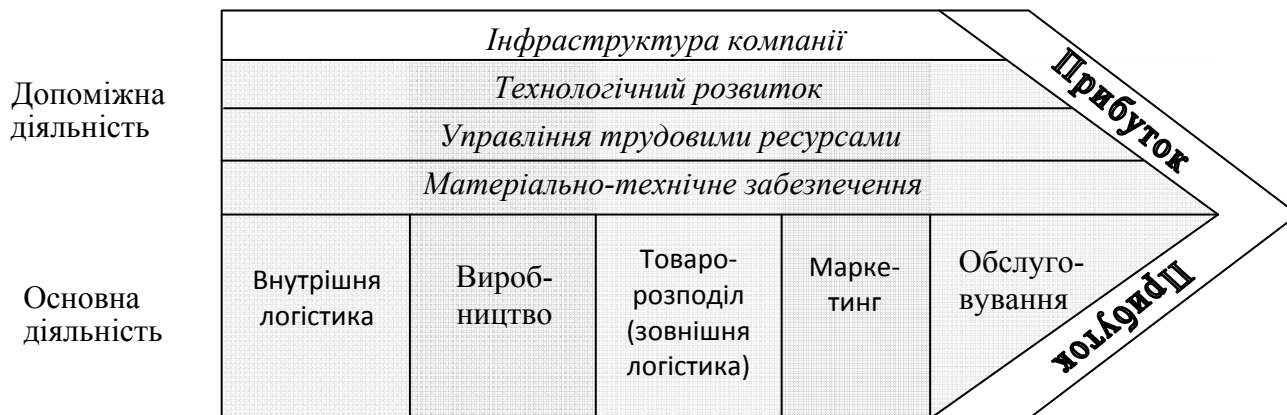 Інфраструктура компанії
Технологічний розвиток
Управління трудовими ресурсами
Матеріально-технічне забезпечення
Допоміжна
діяльність
Прибуток
Основна
діяльність
Внутрішня
логістика
Вироб-
ництво
Товаро-
розподіл
(зовнішня
логістика)
Марке-
тинг
Обслуго-
вування
Прибуток